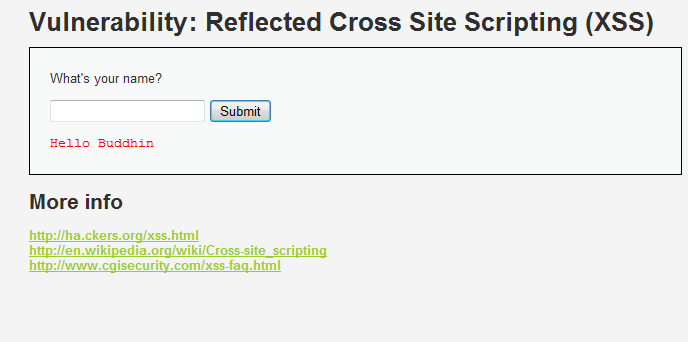 Vulnerability: Reflected Cross Site Scripting (XSS)
What's your name?
Submit
Hello Buddhin
More info
http://ha.ckers.org/xss.html
http://en.wikipedia.org/wiki/Cross-site_scripting
http://www.cgisecurity.com/xss-faq.html